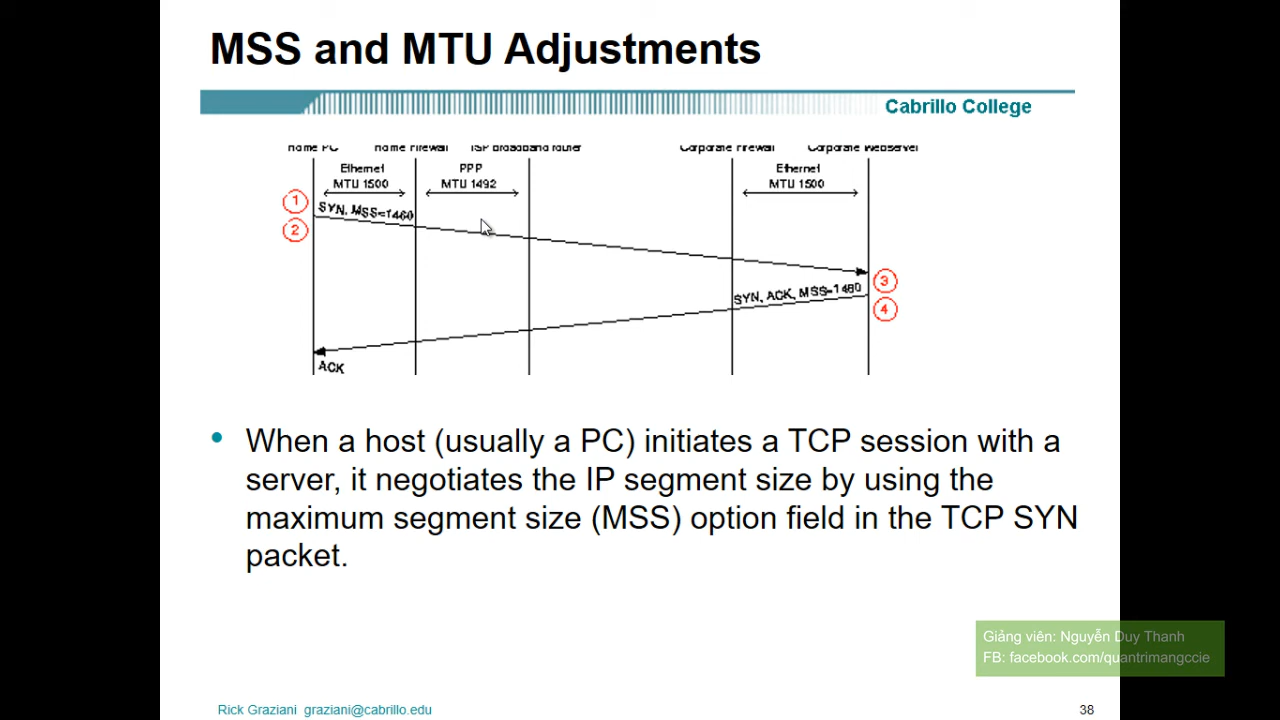 MSS and MTU Adjustments
Cabrillo College
Home PC Home Firewall ISP Broadband Router Corporate Firewall Corporate Webserver
Ethernet PPP Ethernet
MTU 1500 MTU 1492 MTU 1500
1 SYN, MSS=1460
2
3
SYN, ACK, MSS=1460
4
ACK
• When a host (usually a PC) initiates a TCP session with a
server, it negotiates the IP segment size by using the
maximum segment size (MSS) option field in the TCP SYN
packet.
Giảng viên: Nguyễn Duy Thanh
FB: facebook.com/quantrimangccie
Rick Graziani graziani@cabrillo.edu 38